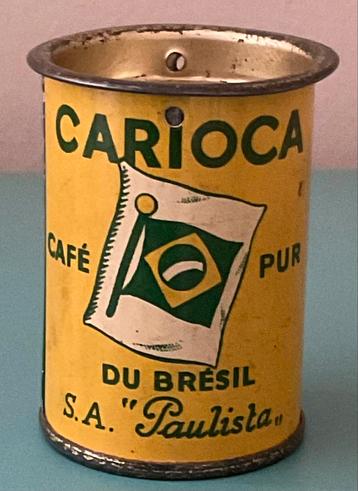 CARIOCA
CAFÉ PUR
DU BRÉSIL
S.A. "Paulista„